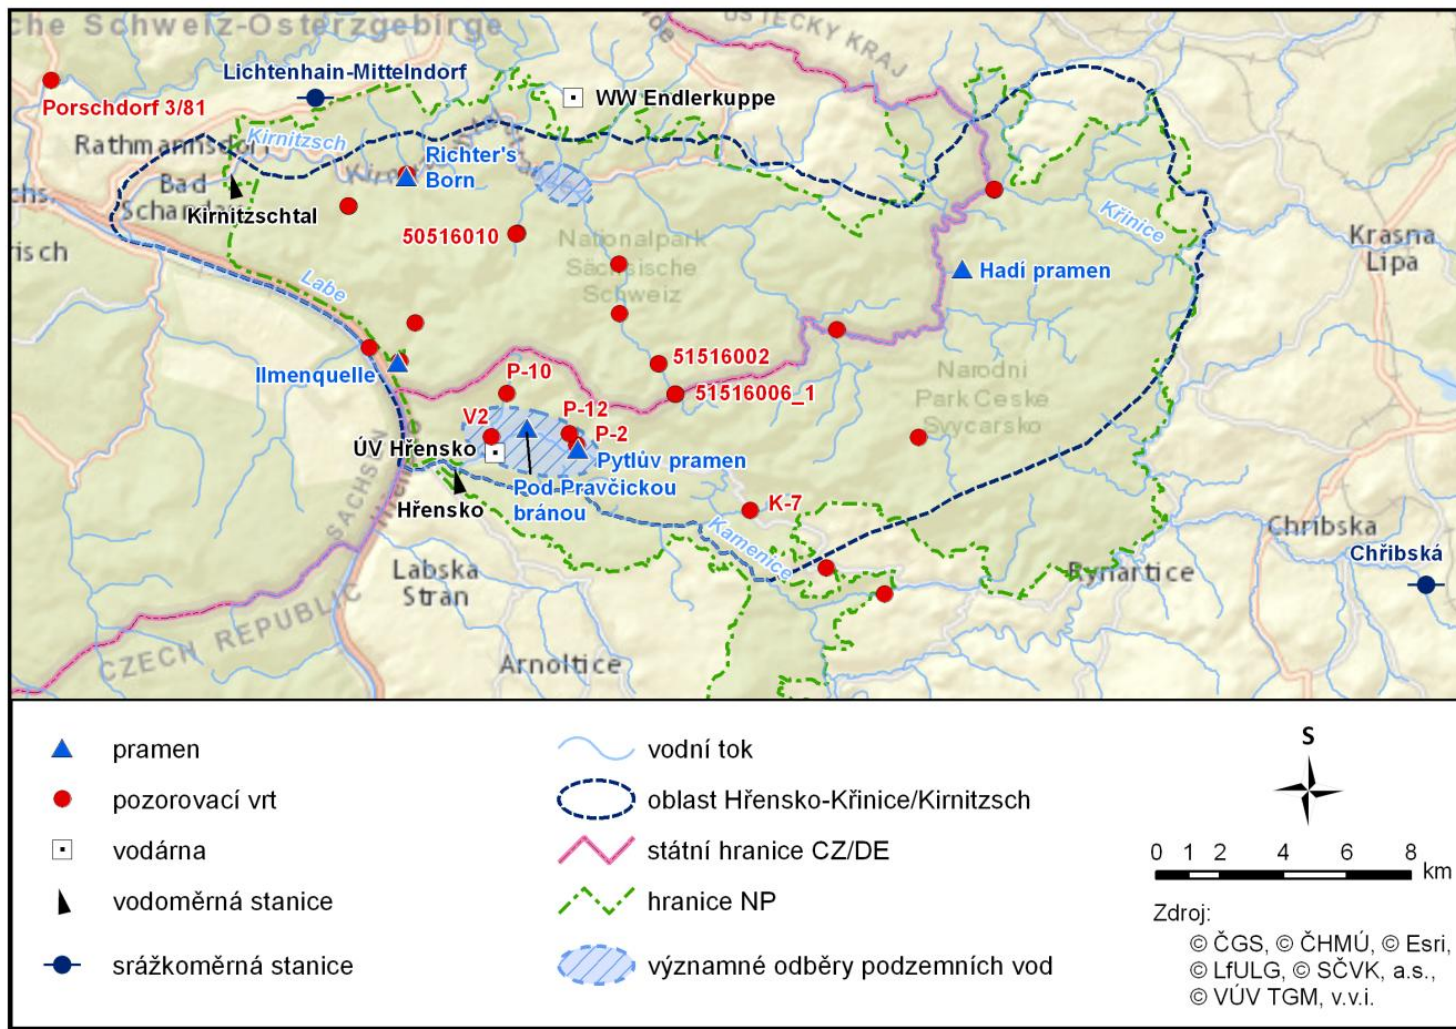 che Schweiz-Osterzgebirge
ÚSTECKÝ KRAJ
Lichtenhain-Mittelndorf
Porschdorf 3/81
WW Endlerkuppe
Kirnitzsch
Rathmannsdorf
Bad
Schandau
Richter's
Born
Kirnitzschtal
Křinice
Krasna
Lipa
50516010
Nationalpark
Sächsische
Schweiz
Hadí pramen
chs.
risch
Labe
Ilmenquelle
51516002
51516006_1
P-10
V2
P-12
P-2
Narodni
Park Ceske
Svycarsko
ÚV Hřensko
Pytlův pramen
Pod Pravčickou
bránou
Hřensko
K-7
Kamenice
SACHSEN
Chribska
Chřibská
Rynartice
Labska
Stran
CZECH REPUBLIC
Arnoltice
pramen
pozorovací vrt
vodárna
vodoměrná stanice
srážkoměrná stanice
vodní tok
oblast Hřensko-Křinice/Kirnitzsch
státní hranice CZ/DE
hranice NP
významné odběry podzemních vod
S
0 1 2 4 6 8
km
Zdroj:
© ČGS, © ČHMÚ, © Esri,
© LfULG, © SČVK, a.s.,
© VÚV TGM, v.v.i.